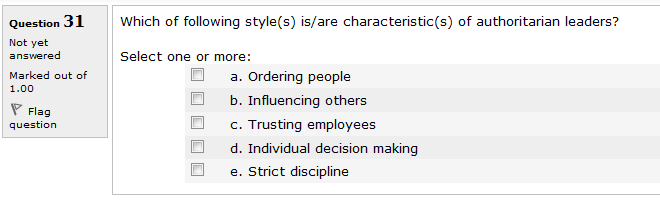 Question 31
Not yet
answered
Marked out of
1.00
Flag
question
Which of following style(s) is/are characteristic(s) of authoritarian leaders?
Select one or more:
a. Ordering people
b. Influencing others
c. Trusting employees
d. Individual decision making
e. Strict discipline